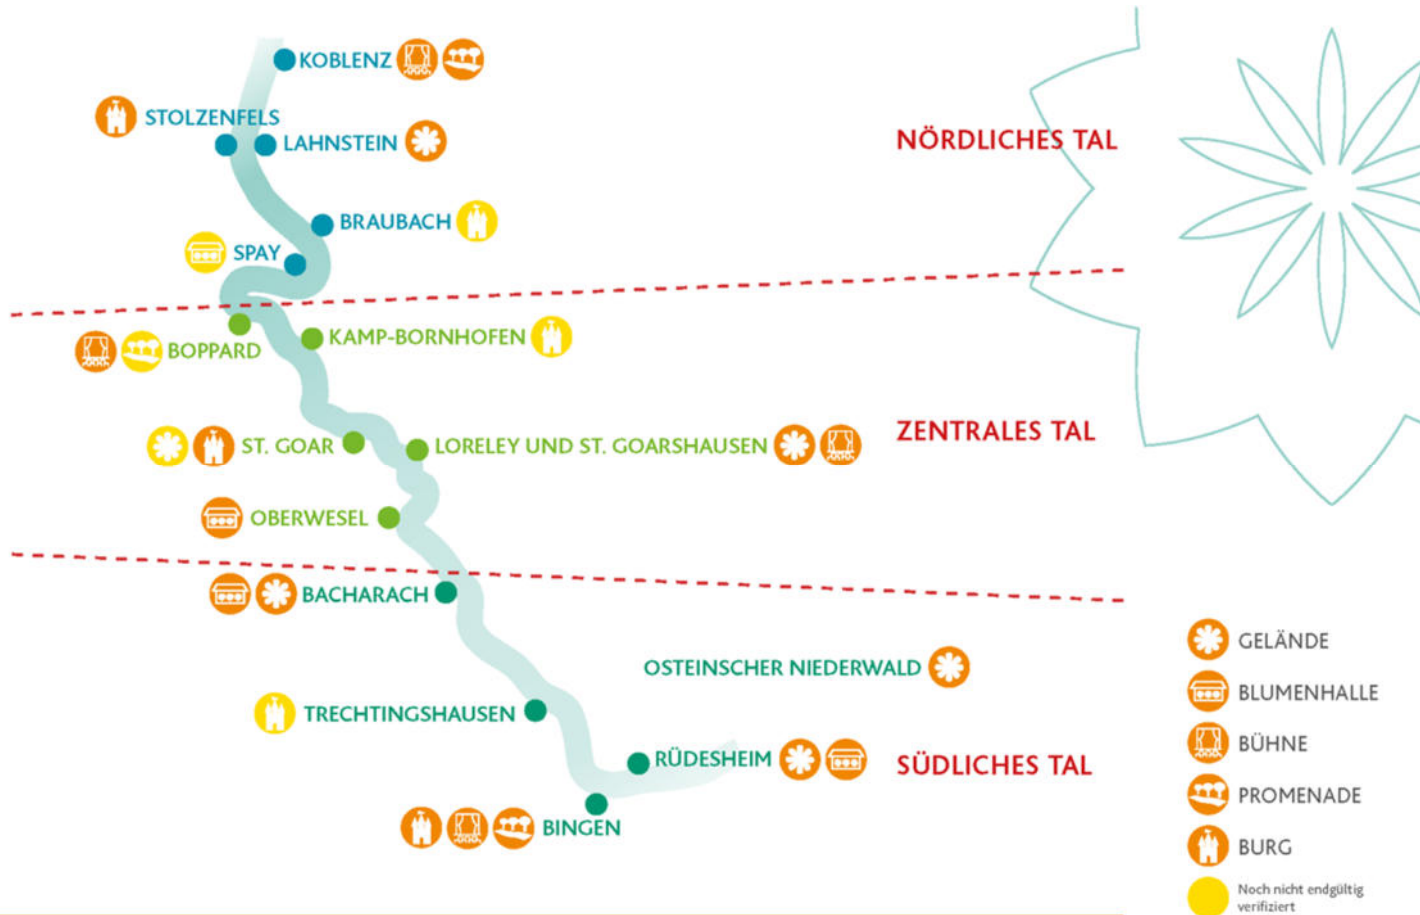 KOBLENZ
STOLZENFELS
LAHNSTEIN
NÖRDLICHES TAL
BRAUBACH
SPAY
KAMP-BORNHOFEN
BOPPARD
ZENTRALES TAL
ST. GOAR
LORELEY UND ST. GOARSHAUSEN
OBERWESEL
BACHARACH
OSTEINSCHER NIEDERWALD
TRECHTINGSHAUSEN
RÜDESHEIM
SÜDLICHES TAL
BINGEN
GELÄNDE
BLUMENHALLE
BÜHNE
PROMENADE
BURG
Noch nicht endgültig
verifiziert